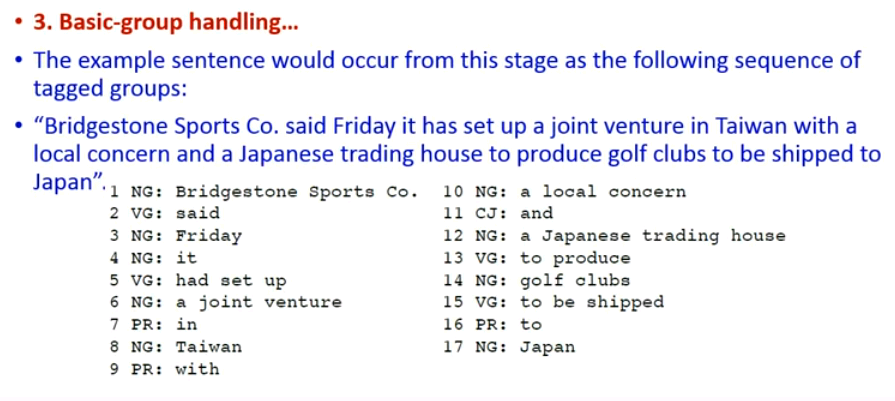 • 3. Basic-group handling...
• The example sentence would occur from this stage as the following sequence of
tagged groups:
• “Bridgestone Sports Co. said Friday it has set up a joint venture in Taiwan with a
local concern and a Japanese trading house to produce golf clubs to be shipped to
Japan”.
1 NG: Bridgestone Sports Co.
2 VG: said
3 NG: Friday
4 NG: it
5 VG: had set up
6 NG: a joint venture
7 PR: in
8 NG: Taiwan
9 PR: with
10 NG: a local concern
11 CJ: and
12 NG: a Japanese trading house
13 VG: to produce
14 NG: golf clubs
15 VG: to be shipped
16 PR: to
17 NG: Japan